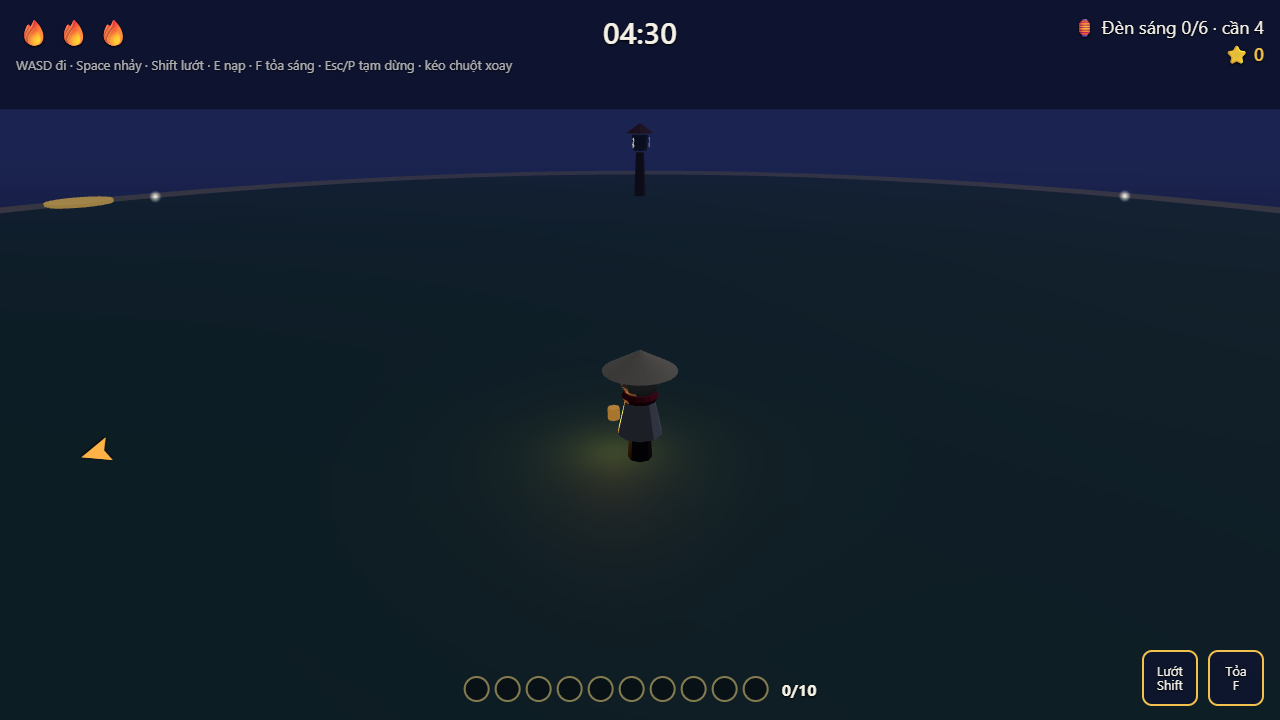 04:30
Đèn sáng 0/6 · cần 4
0
WASD đi · Space nhảy · Shift lướt · E nạp · F tỏa sáng · Esc/P tạm dừng · kéo chuột xoay
0/10
Lướt
Shift
Tỏa
F